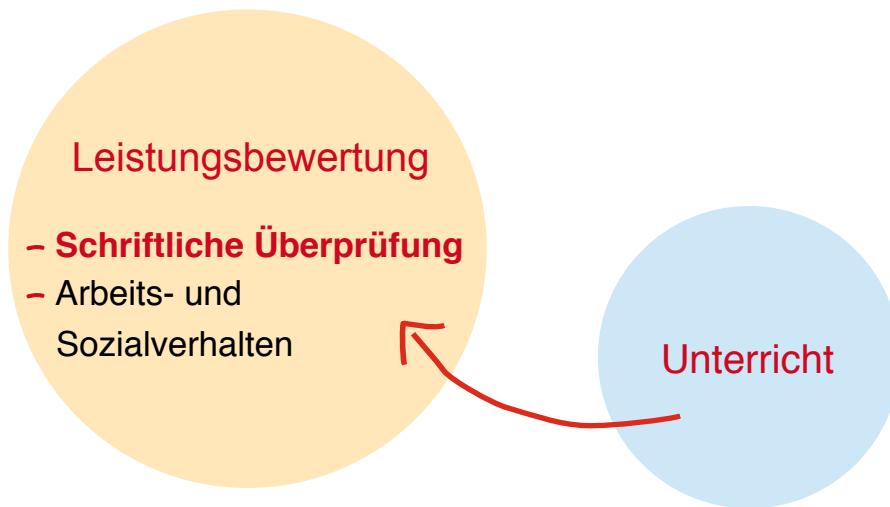 Leistungsbewertung
– Schriftliche Überprüfung
– Arbeits- und
Sozialverhalten
Unterricht